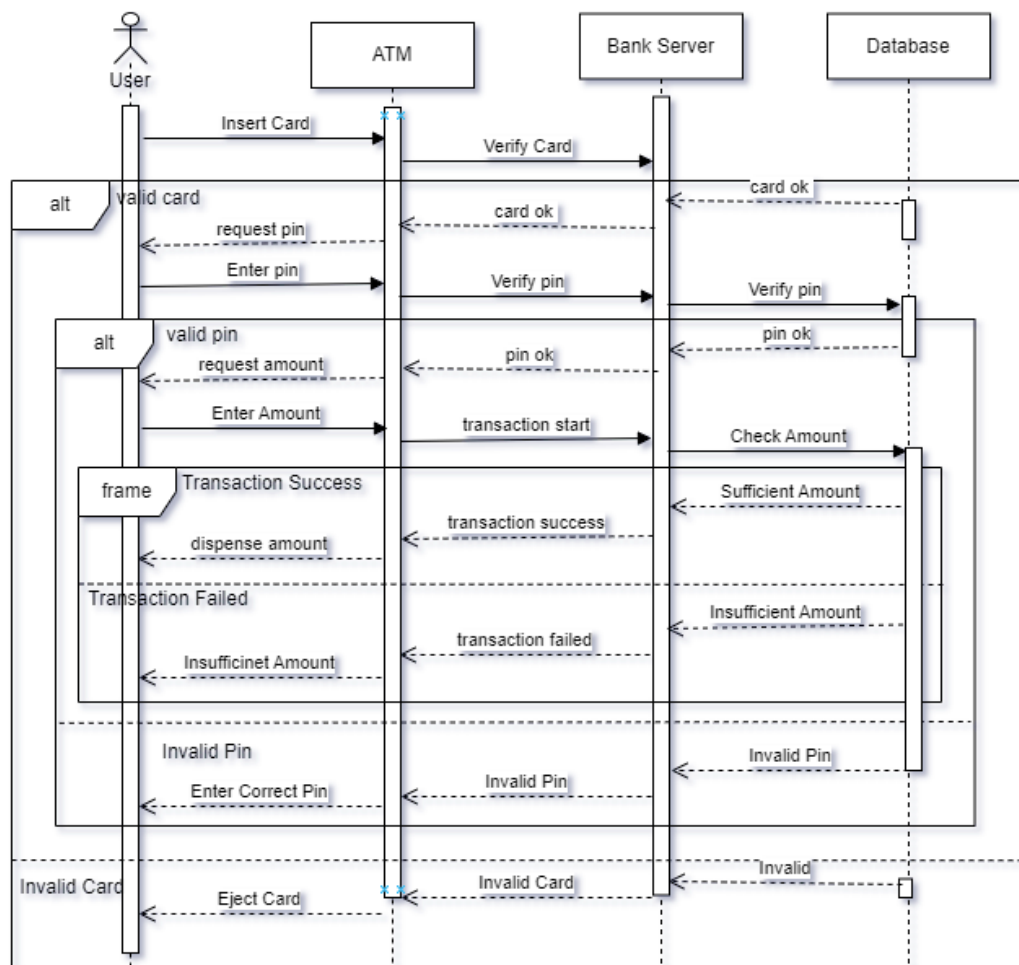 User
ATM
Bank Server
Database
Insert Card
Verify Card
alt
valid card
card ok
card ok
request pin
Enter pin
Verify pin
Verify pin
alt
valid pin
pin ok
pin ok
request amount
Enter Amount
transaction start
Check Amount
frame
Transaction Success
Sufficient Amount
transaction success
dispense amount
Transaction Failed
Insufficient Amount
transaction failed
Insufficinet Amount
Invalid Pin
Invalid Pin
Invalid Pin
Enter Correct Pin
Invalid Card
Invalid
Invalid Card
Eject Card